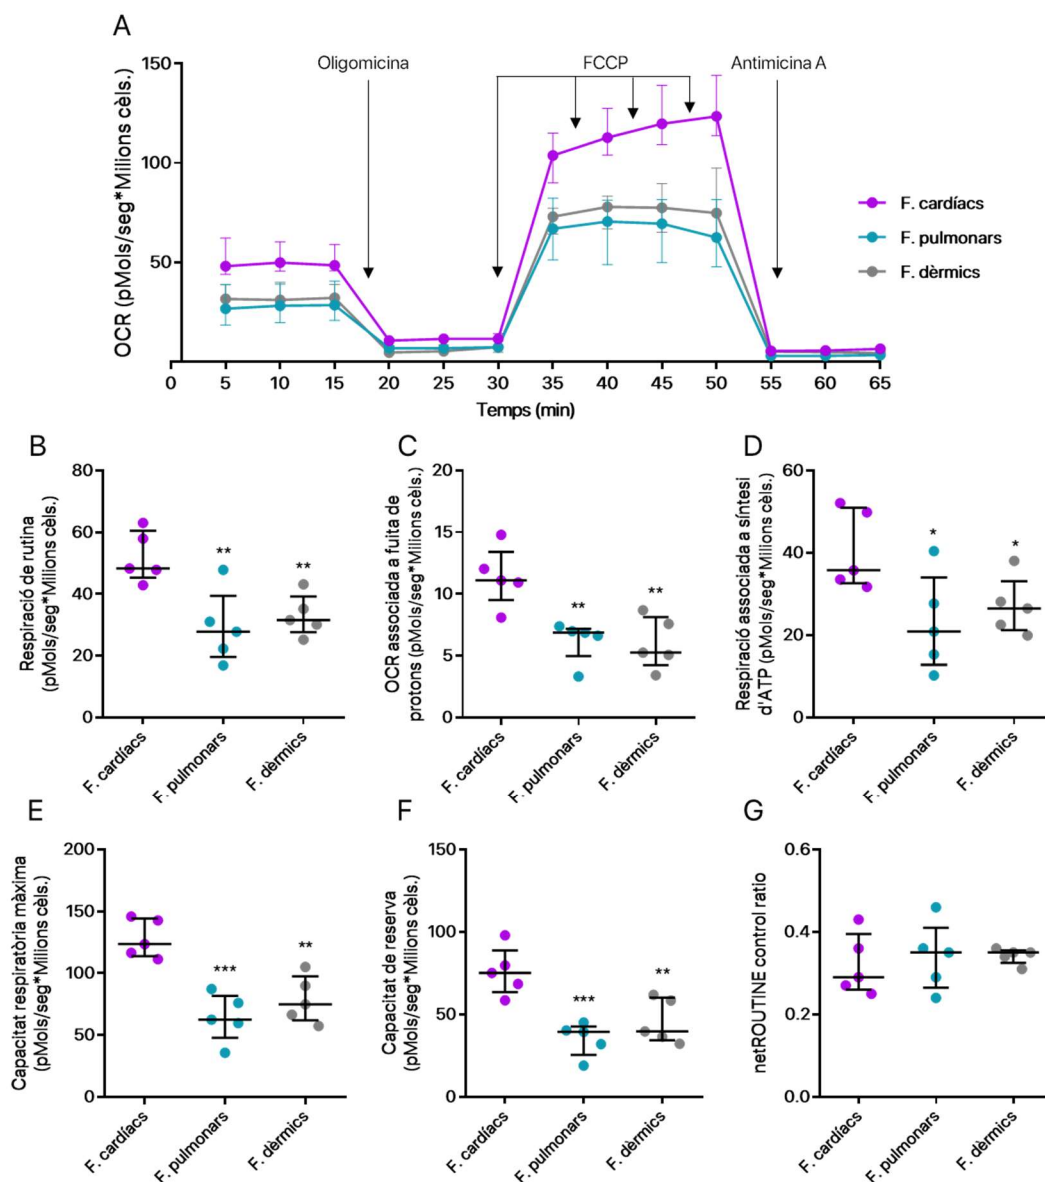 A
Oligomicina
FCCP
Antimicina A
OCR (pMols/seg*Milions cèls.)
150
100
50
0
5
10
15
20
25
30
35
40
45
50
55
60
65
Temps (min)
F. cardíacs
F. pulmonars
F. dèrmics
B
Respiració de rutina
(pMols/seg*Milions cèls.)
80
60
40
20
0
**
**
F. cardíacs
F. pulmonars
F. dèrmics
C
OCR associada a fuita de
protons (pMols/seg*Milions cèls.)
20
15
10
5
0
**
**
F. cardíacs
F. pulmonars
F. dèrmics
D
Respiració associada a síntesi
d'ATP (pMols/seg*Milions cèls.)
60
40
20
0
*
*
F. cardíacs
F. pulmonars
F. dèrmics
E
Capacitat respiratòria màxima
(pMols/seg*Milions cèls.)
200
150
100
50
0
***
**
F. cardíacs
F. pulmonars
F. dèrmics
F
Capacitat de reserva
(pMols/seg*Milions cèls.)
150
100
50
0
***
**
F. cardíacs
F. pulmonars
F. dèrmics
G
netROUTINE control ratio
0.6
0.4
0.2
0.0
F. cardíacs
F. pulmonars
F. dèrmics